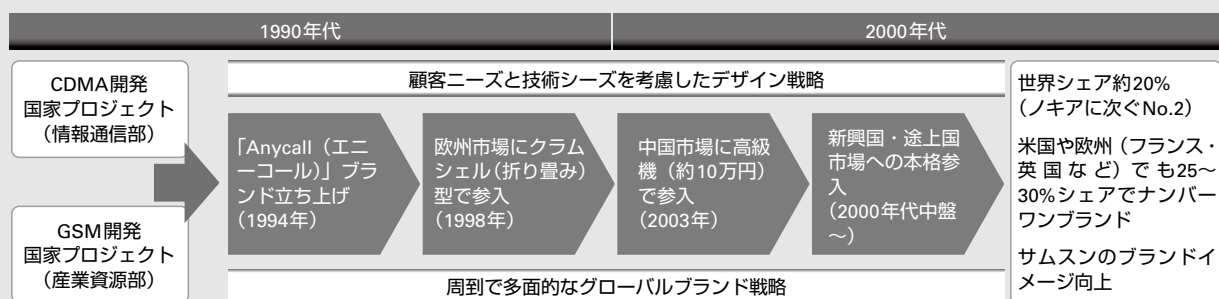 1990年代
2000年代
CDMA開発
国家プロジェクト
（情報通信部）
GSM開発
国家プロジェクト
（産業資源部）
顧客ニーズと技術シーズを考慮したデザイン戦略
「Anycall（エニ
ーコール）」ブラ
ンド立ち上げ
（1994年）
欧州市場にクラム
シェル（折り畳み）
型で参入
（1998年）
中国市場に高級
機（約10万円）
で参入
（2003年）
新興国・途上国
市場への本格参
入
（2000年代中盤
～）
周到で多面的なグローバルブランド戦略
世界シェア約20%
（ノキアに次ぐNo.2）
米国や欧州（フランス・
英国など）でも25～
30%シェアでナンバー
ワンブランド
サムスンのブランドイ
メージ向上